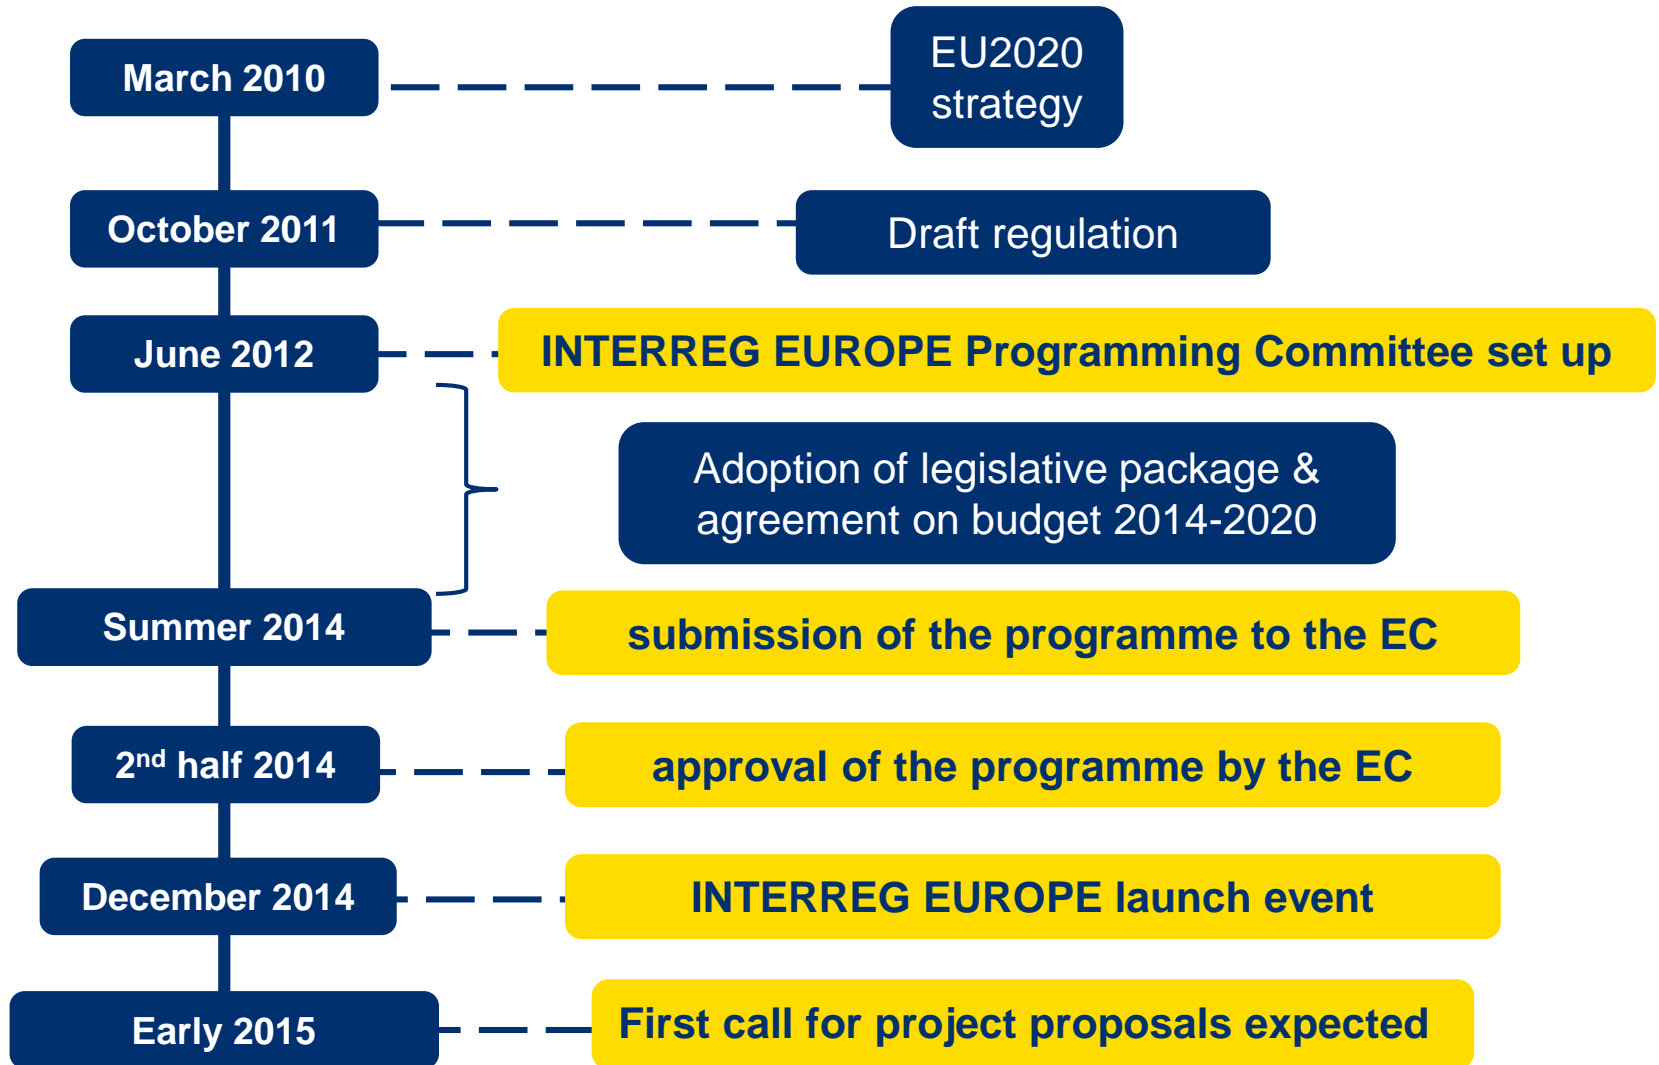 March 2010
EU2020
strategy
October 2011
Draft regulation
June 2012
INTERREG EUROPE Programming Committee set up
Adoption of legislative package &
agreement on budget 2014-2020
Summer 2014
submission of the programme to the EC
2nd half 2014
approval of the programme by the EC
December 2014
INTERREG EUROPE launch event
Early 2015
First call for project proposals expected